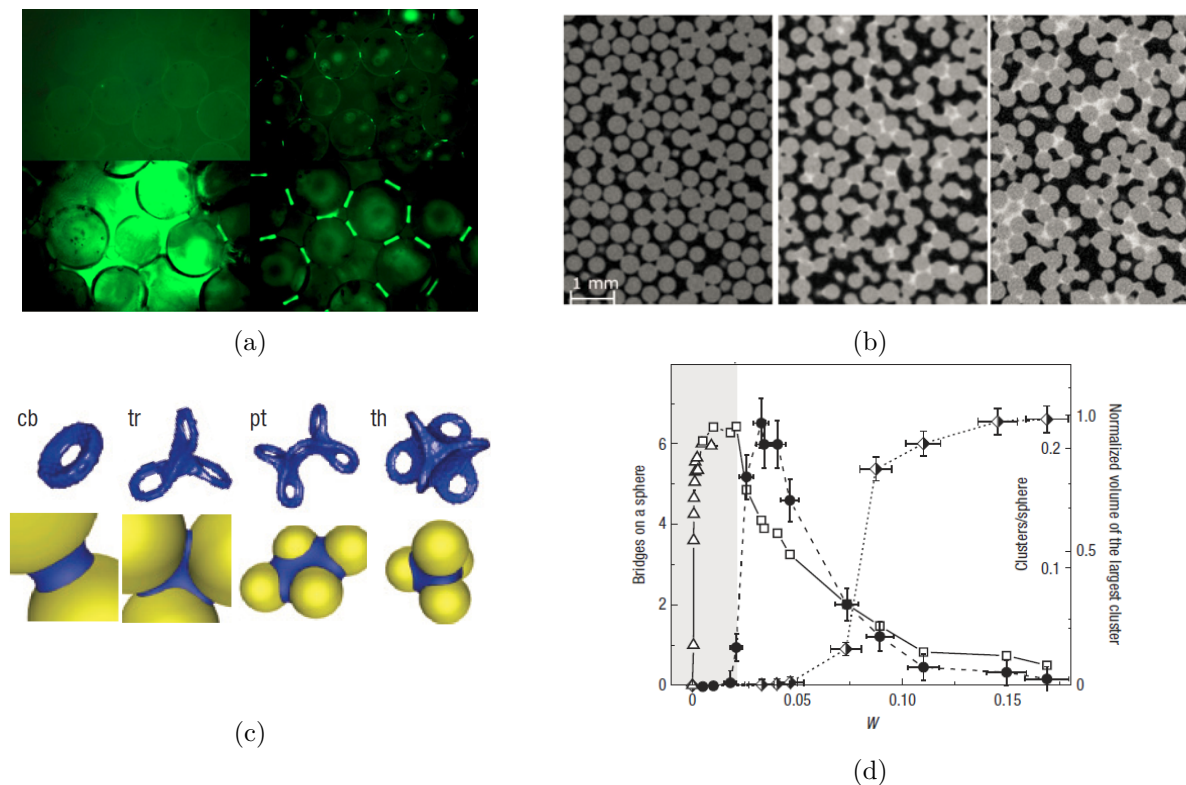 1 mm
(a)
(b)
cb tr pt th
(c)
Bridges on a sphere
6
4
2
0
0 0.05 0.10 0.15
W
Clusters/sphere
0.2
0.1
0
Normalized volume of the largest cluster
1.0
0.5
0
(d)